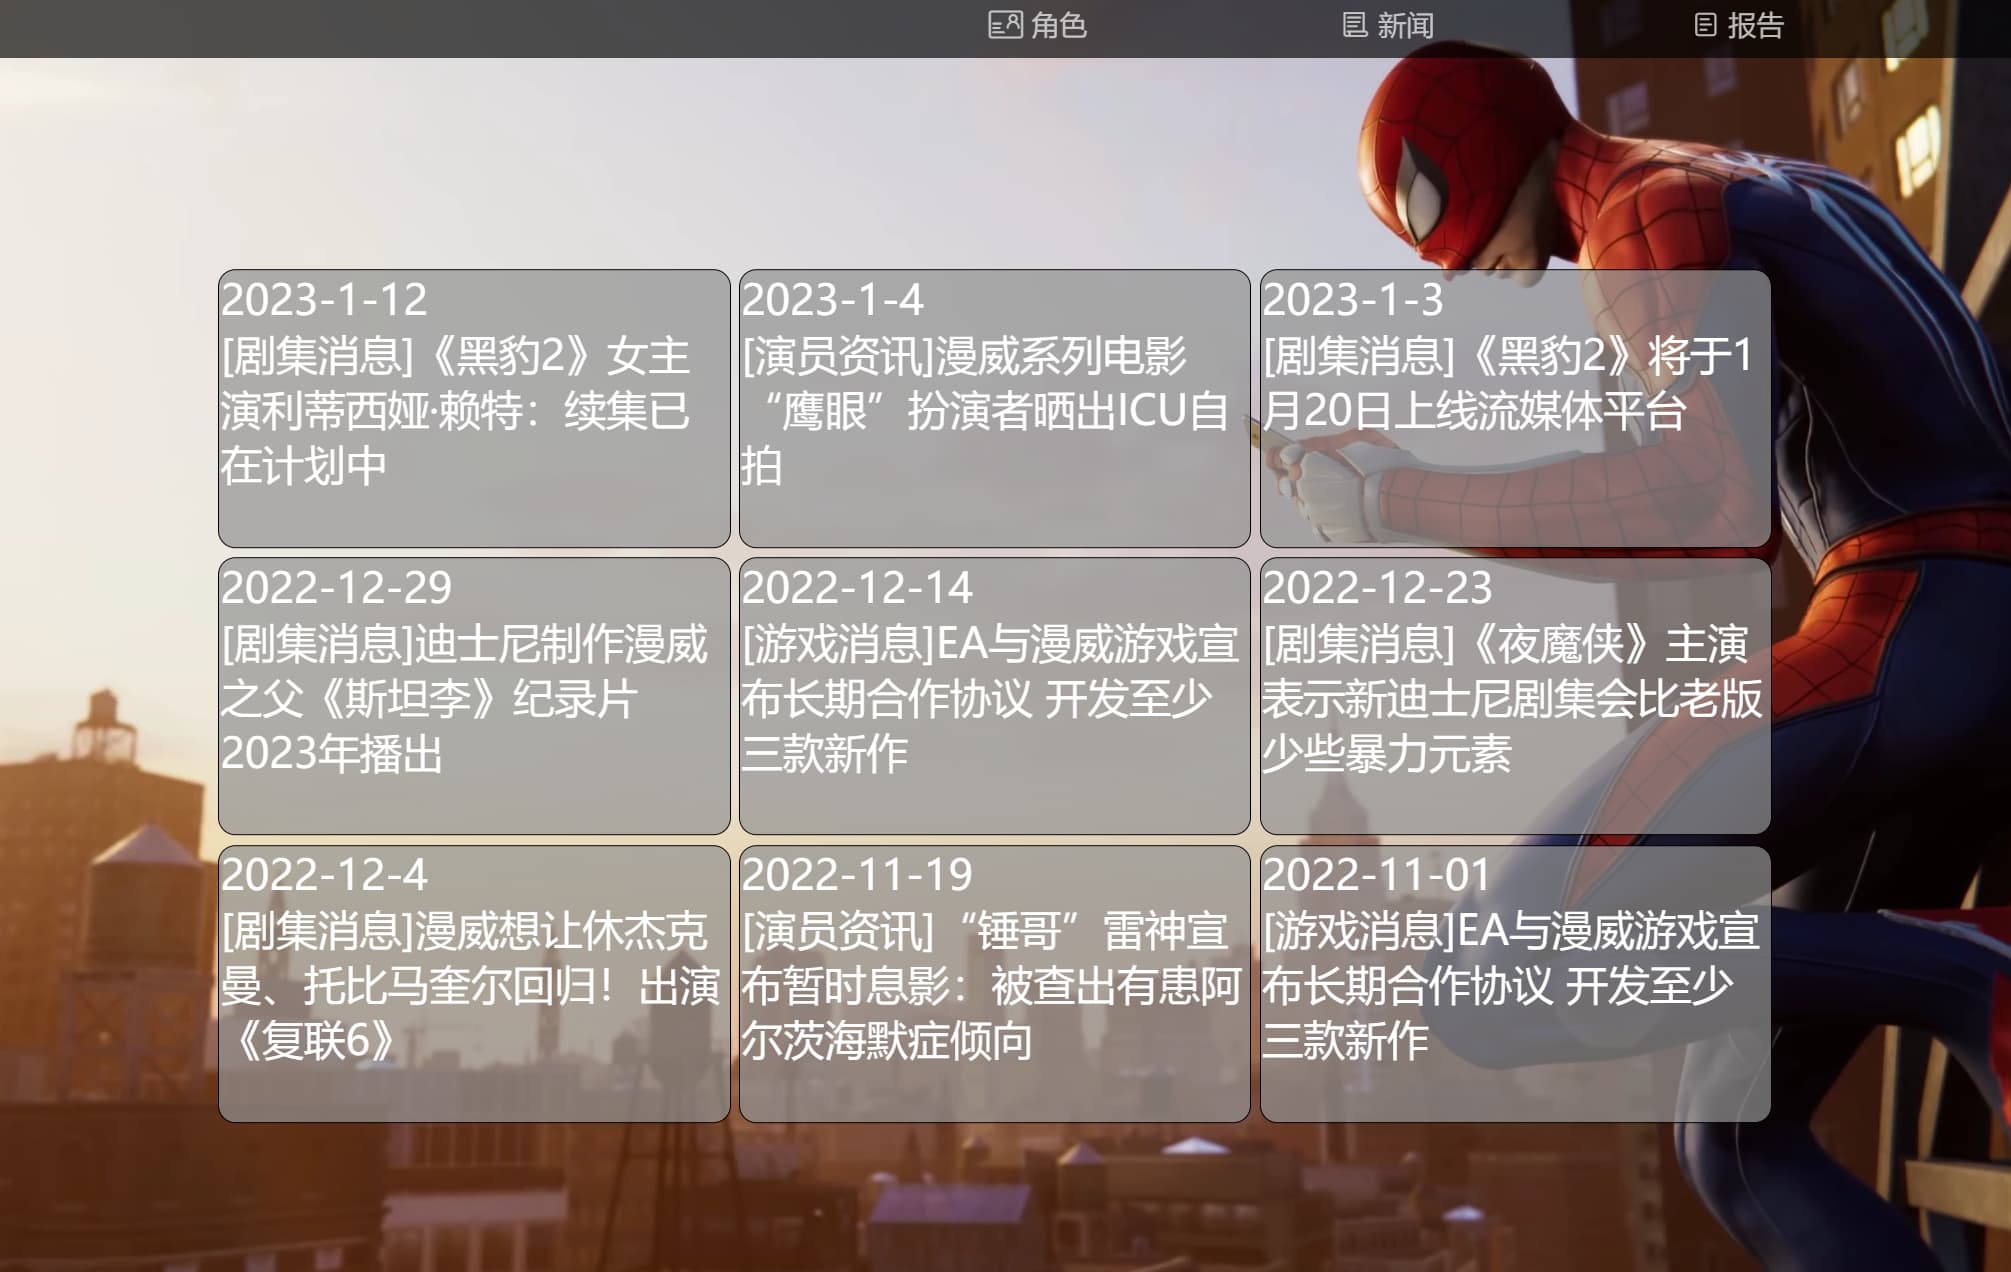 角色
新闻
报告
2023-1-12
[剧集消息]《黑豹2》女主
演利蒂西娅·赖特：续集已
在计划中
2023-1-4
[演员资讯]漫威系列电影
“鹰眼”扮演者晒出ICU自
拍
2023-1-3
[剧集消息]《黑豹2》将于1
月20日上线流媒体平台
2022-12-29
[剧集消息]迪士尼制作漫威
之父《斯坦李》纪录片
2023年播出
2022-12-14
[游戏消息]EA与漫威游戏宣
布长期合作协议 开发至少
三款新作
2022-12-23
[剧集消息]《夜魔侠》主演
表示新迪士尼剧集会比老版
少些暴力元素
2022-12-4
[剧集消息]漫威想让休杰克
曼、托比马奎尔回归！出演
《复联6》
2022-11-19
[演员资讯]“锤哥”雷神宣
布暂时息影：被查出有患阿
尔茨海默症倾向
2022-11-01
[游戏消息]EA与漫威游戏宣
布长期合作协议 开发至少
三款新作